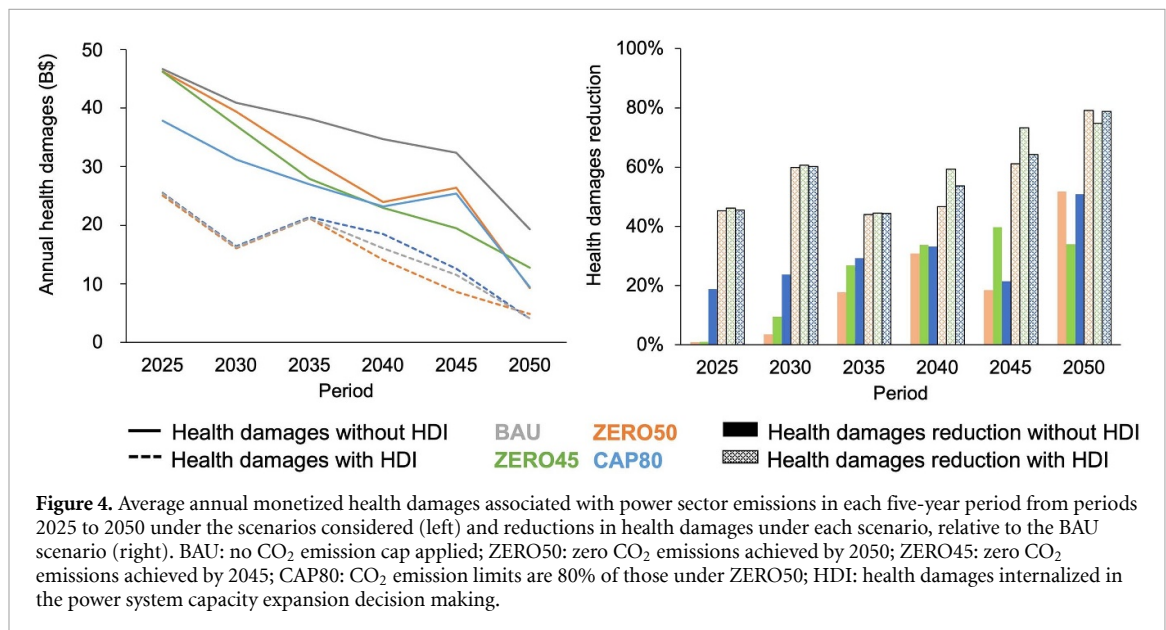 50
40
30
20
10
0
Annual health damages (B$)
2025 2030 2035 2040 2045 2050
Period
100%
80%
60%
40%
20%
0%
Health damages reduction
2025 2030 2035 2040 2045 2050
Period
Health damages without HDI
Health damages with HDI
BAU ZERO50
ZERO45 CAP80
Health damages reduction without HDI
Health damages reduction with HDI
Figure 4. Average annual monetized health damages associated with power sector emissions in each five-year period from periods
2025 to 2050 under the scenarios considered (left) and reductions in health damages under each scenario, relative to the BAU
scenario (right). BAU: no CO₂ emission cap applied; ZERO50: zero CO₂ emissions achieved by 2050; ZERO45: zero CO₂
emissions achieved by 2045; CAP80: CO₂ emission limits are 80% of those under ZERO50; HDI: health damages internalized in
the power system capacity expansion decision making.